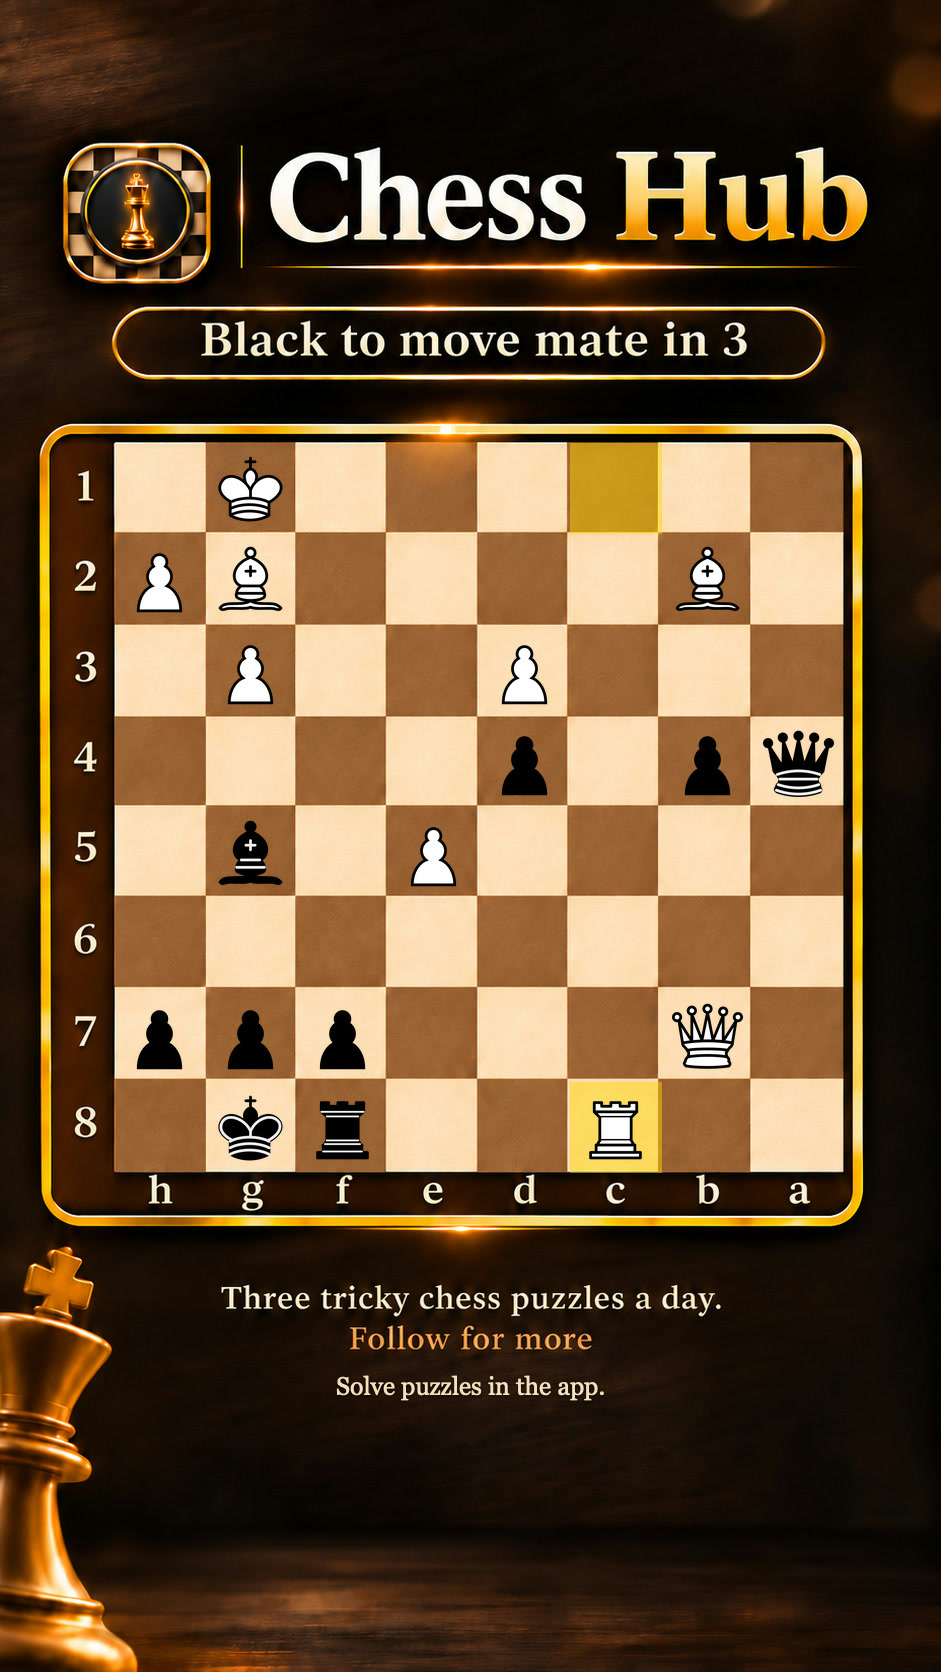 Chess Hub
Black to move mate in 3
1
2
3
4
5
6
7
8
h g f e d c b a
Three tricky chess puzzles a day.
Follow for more
Solve puzzles in the app.